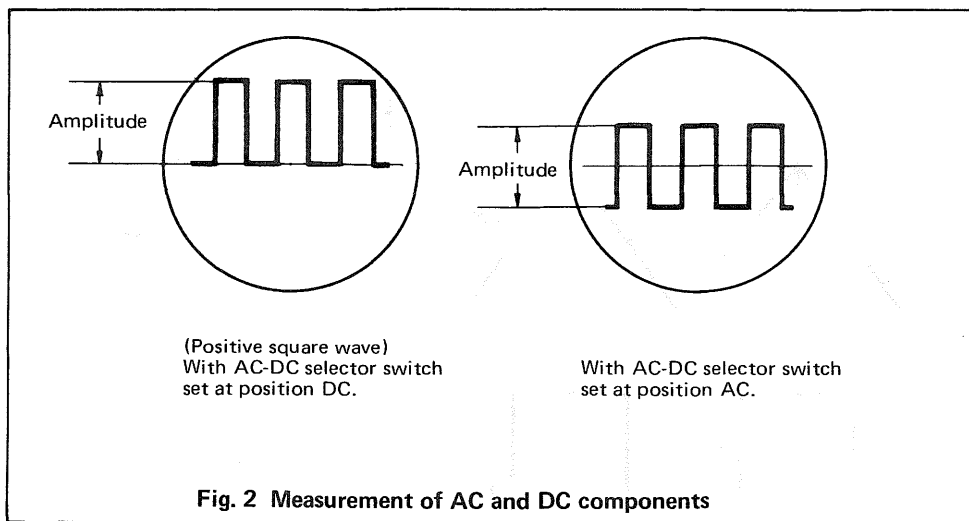 Amplitude
(Positive square wave)
With AC-DC selector switch
set at position DC.
Amplitude
With AC-DC selector switch
set at position AC.
Fig. 2 Measurement of AC and DC components